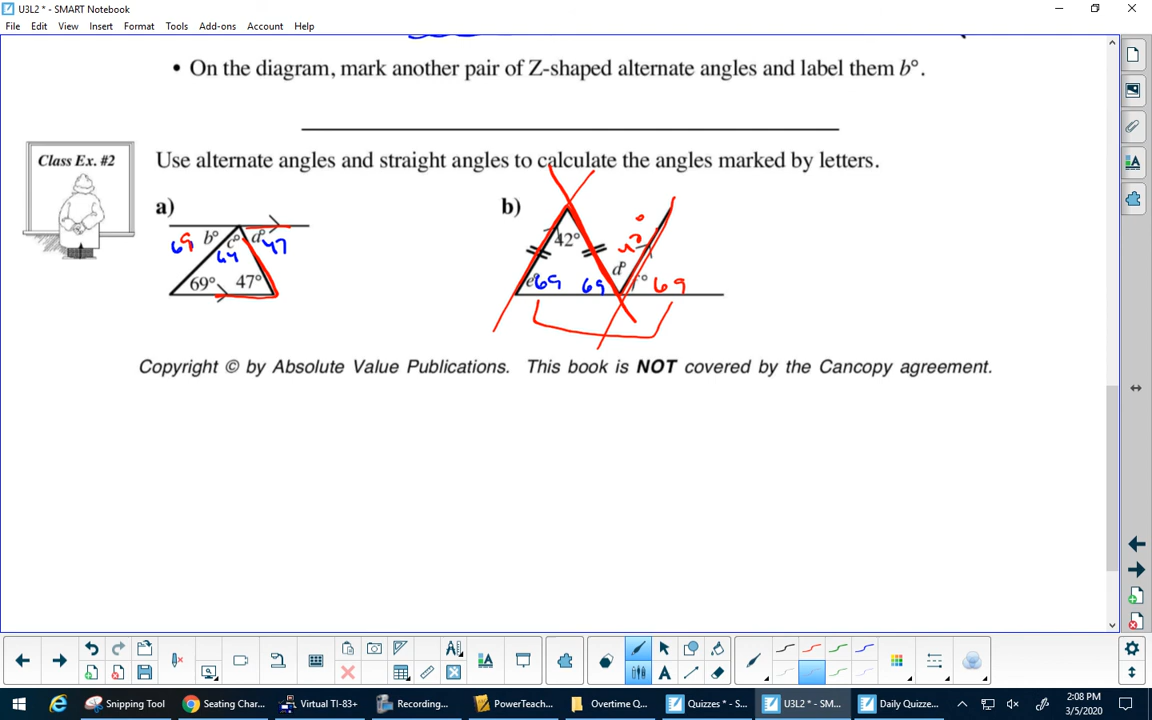 U3L2 * - SMART Notebook
File Edit View Insert Format Tools Add-ons Account Help
• On the diagram, mark another pair of Z-shaped alternate angles and label them b°.
Class Ex. #2
Use alternate angles and straight angles to calculate the angles marked by letters.
a)
b)
69 b° c° d° 47
64
69° 47°
42°
42°
d°
e° 69 69 f° 69
Copyright © by Absolute Value Publications. This book is NOT covered by the Cancopy agreement.
Snipping Tool
Seating Char...
Virtual TI-83+
Recording...
PowerTeach...
Overtime Q...
Quizzes * - S...
U3L2 * - SM...
Daily Quizze...
2:08 PM
3/5/2020